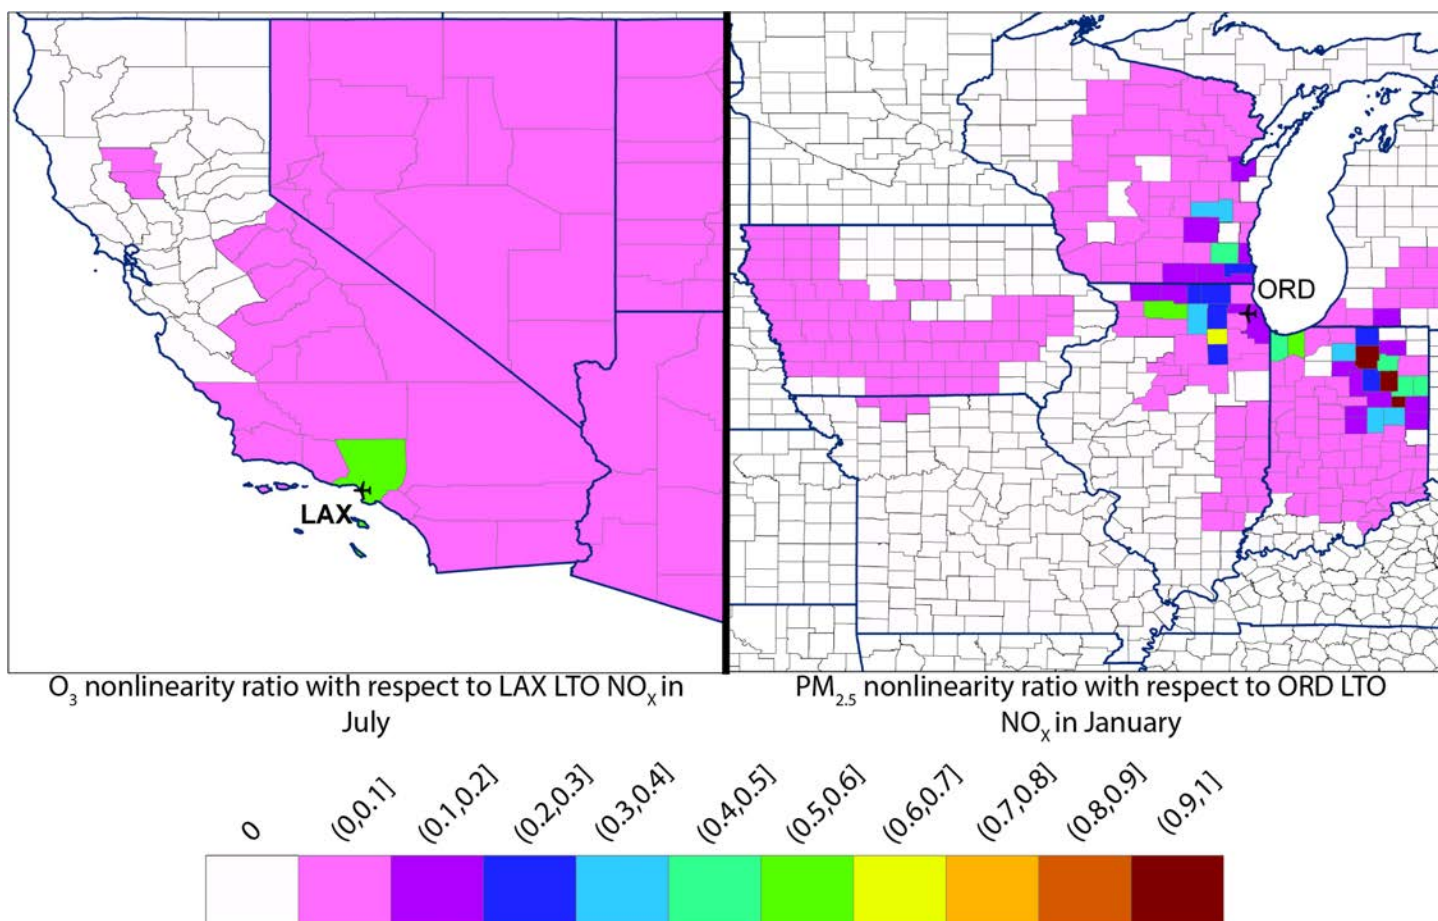 ORD
LAX
O₃ nonlinearity ratio with respect to LAX LTO NOₓ in
July
PM₂.₅ nonlinearity ratio with respect to ORD LTO
NOₓ in January
0
(0,0.1]
(0.1,0.2]
(0.2,0.3]
(0.3,0.4]
(0.4,0.5]
(0.5,0.6]
(0.6,0.7]
(0.7,0.8]
(0.8,0.9]
(0.9,1]